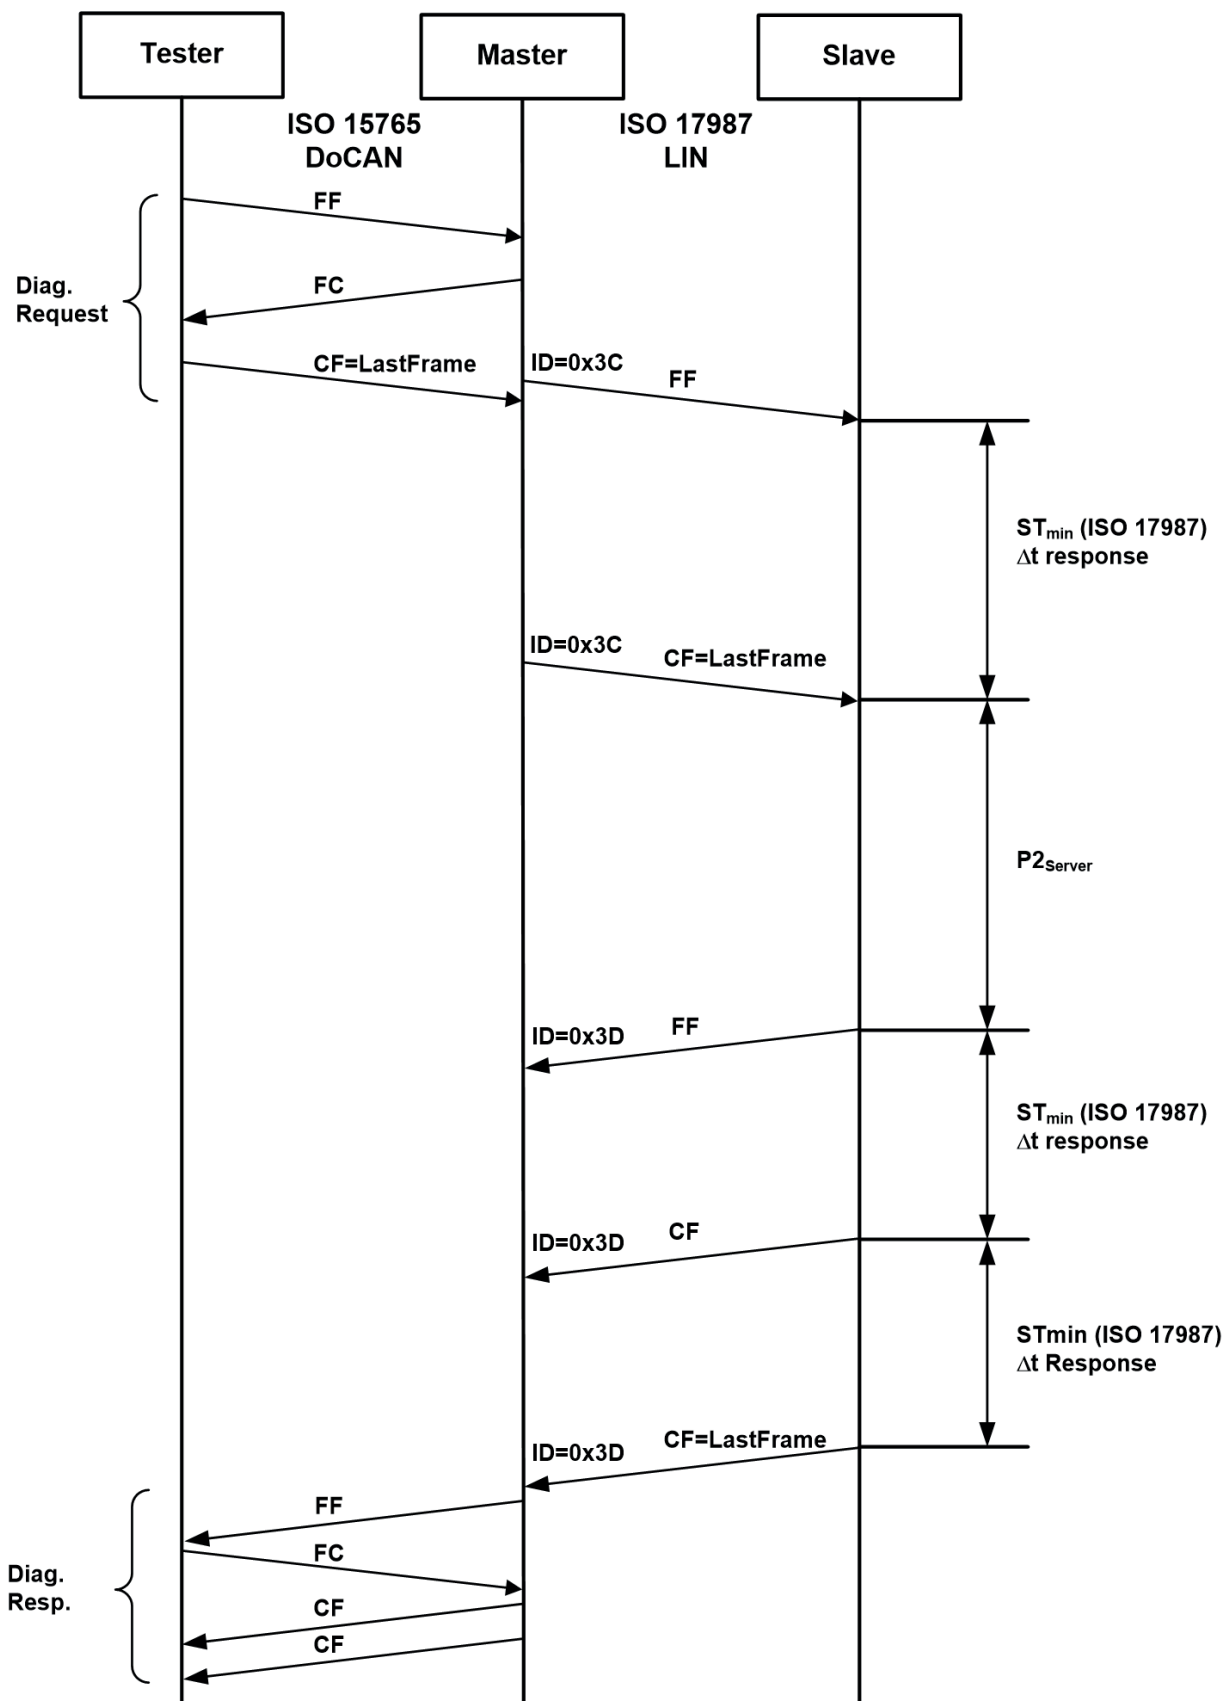 Tester
Master
Slave
ISO 15765
DoCAN
ISO 17987
LIN
FF
Diag.
Request
FC
CF=LastFrame
ID=0x3C
FF
STmin (ISO 17987)
Δt response
ID=0x3C
CF=LastFrame
P2Server
ID=0x3D
FF
STmin (ISO 17987)
Δt response
ID=0x3D
CF
STmin (ISO 17987)
Δt Response
ID=0x3D
CF=LastFrame
FF
Diag.
Resp.
FC
CF
CF